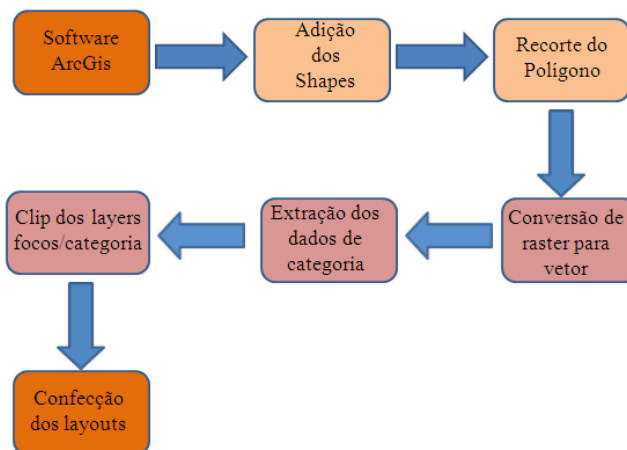 Software
ArcGis
Adição
dos
Shapes
Recorte do
Polígono
Conversão de
raster para
vetor
Extração dos
dados de
categoria
Clip dos layers
focos/categoria
Confecção
dos layouts